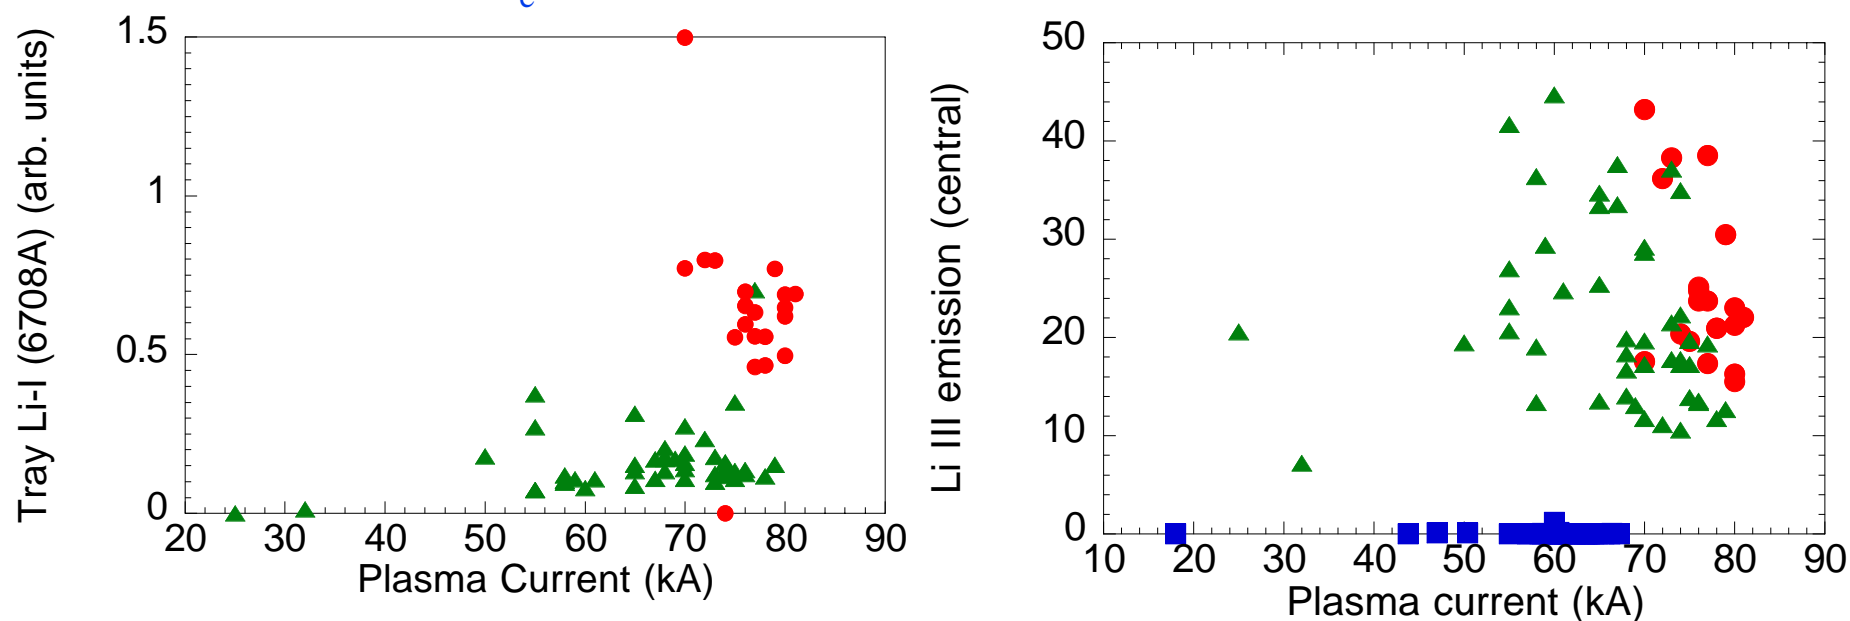 c
Tray Li-I (6708A) (arb. units)
1.5
1
0.5
0
20 30 40 50 60 70 80 90
Plasma Current (kA)
Li III emission (central)
50
40
30
20
10
0
10 20 30 40 50 60 70 80 90
Plasma current (kA)